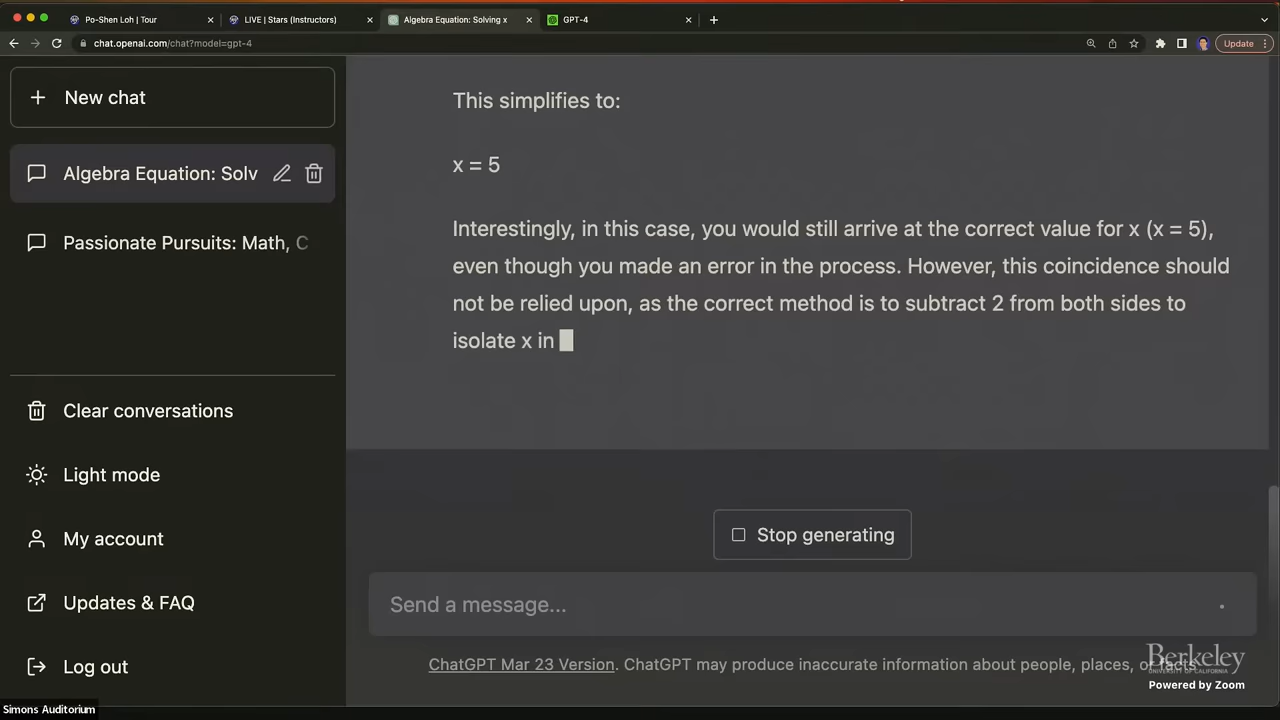 Po-Shen Loh | Tour
LIVE | Stars (Instructors)
Algebra Equation: Solving x
GPT-4
chat.openai.com/chat?model=gpt-4
Update
New chat
Algebra Equation: Solv
Passionate Pursuits: Math, C
Clear conversations
Light mode
My account
Updates & FAQ
Log out
This simplifies to:
x = 5
Interestingly, in this case, you would still arrive at the correct value for x (x = 5),
even though you made an error in the process. However, this coincidence should
not be relied upon, as the correct method is to subtract 2 from both sides to
isolate x in
Stop generating
Send a message...
ChatGPT Mar 23 Version. ChatGPT may produce inaccurate information about people, places, or facts
Berkeley
UNIVERSITY OF CALIFORNIA
Powered by Zoom
Simons Auditorium